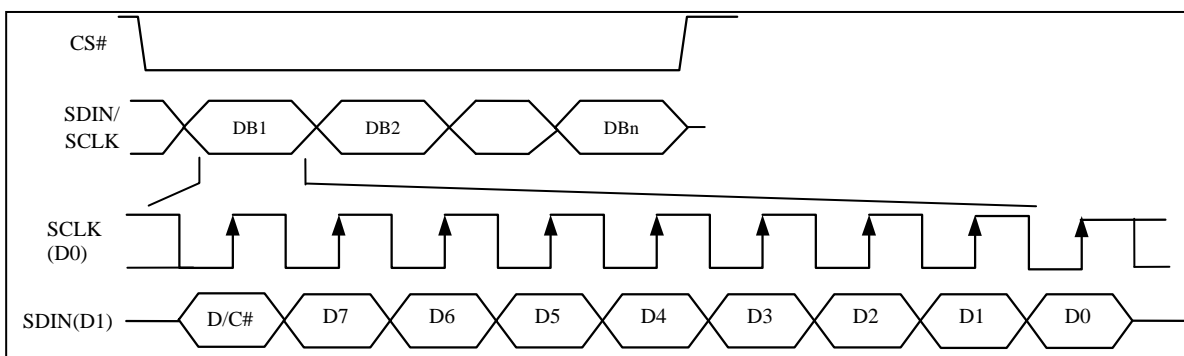 CS#
SDIN/
SCLK
DB1 DB2 DBn
SCLK
(D0)
SDIN(D1) D/C# D7 D6 D5 D4 D3 D2 D1 D0